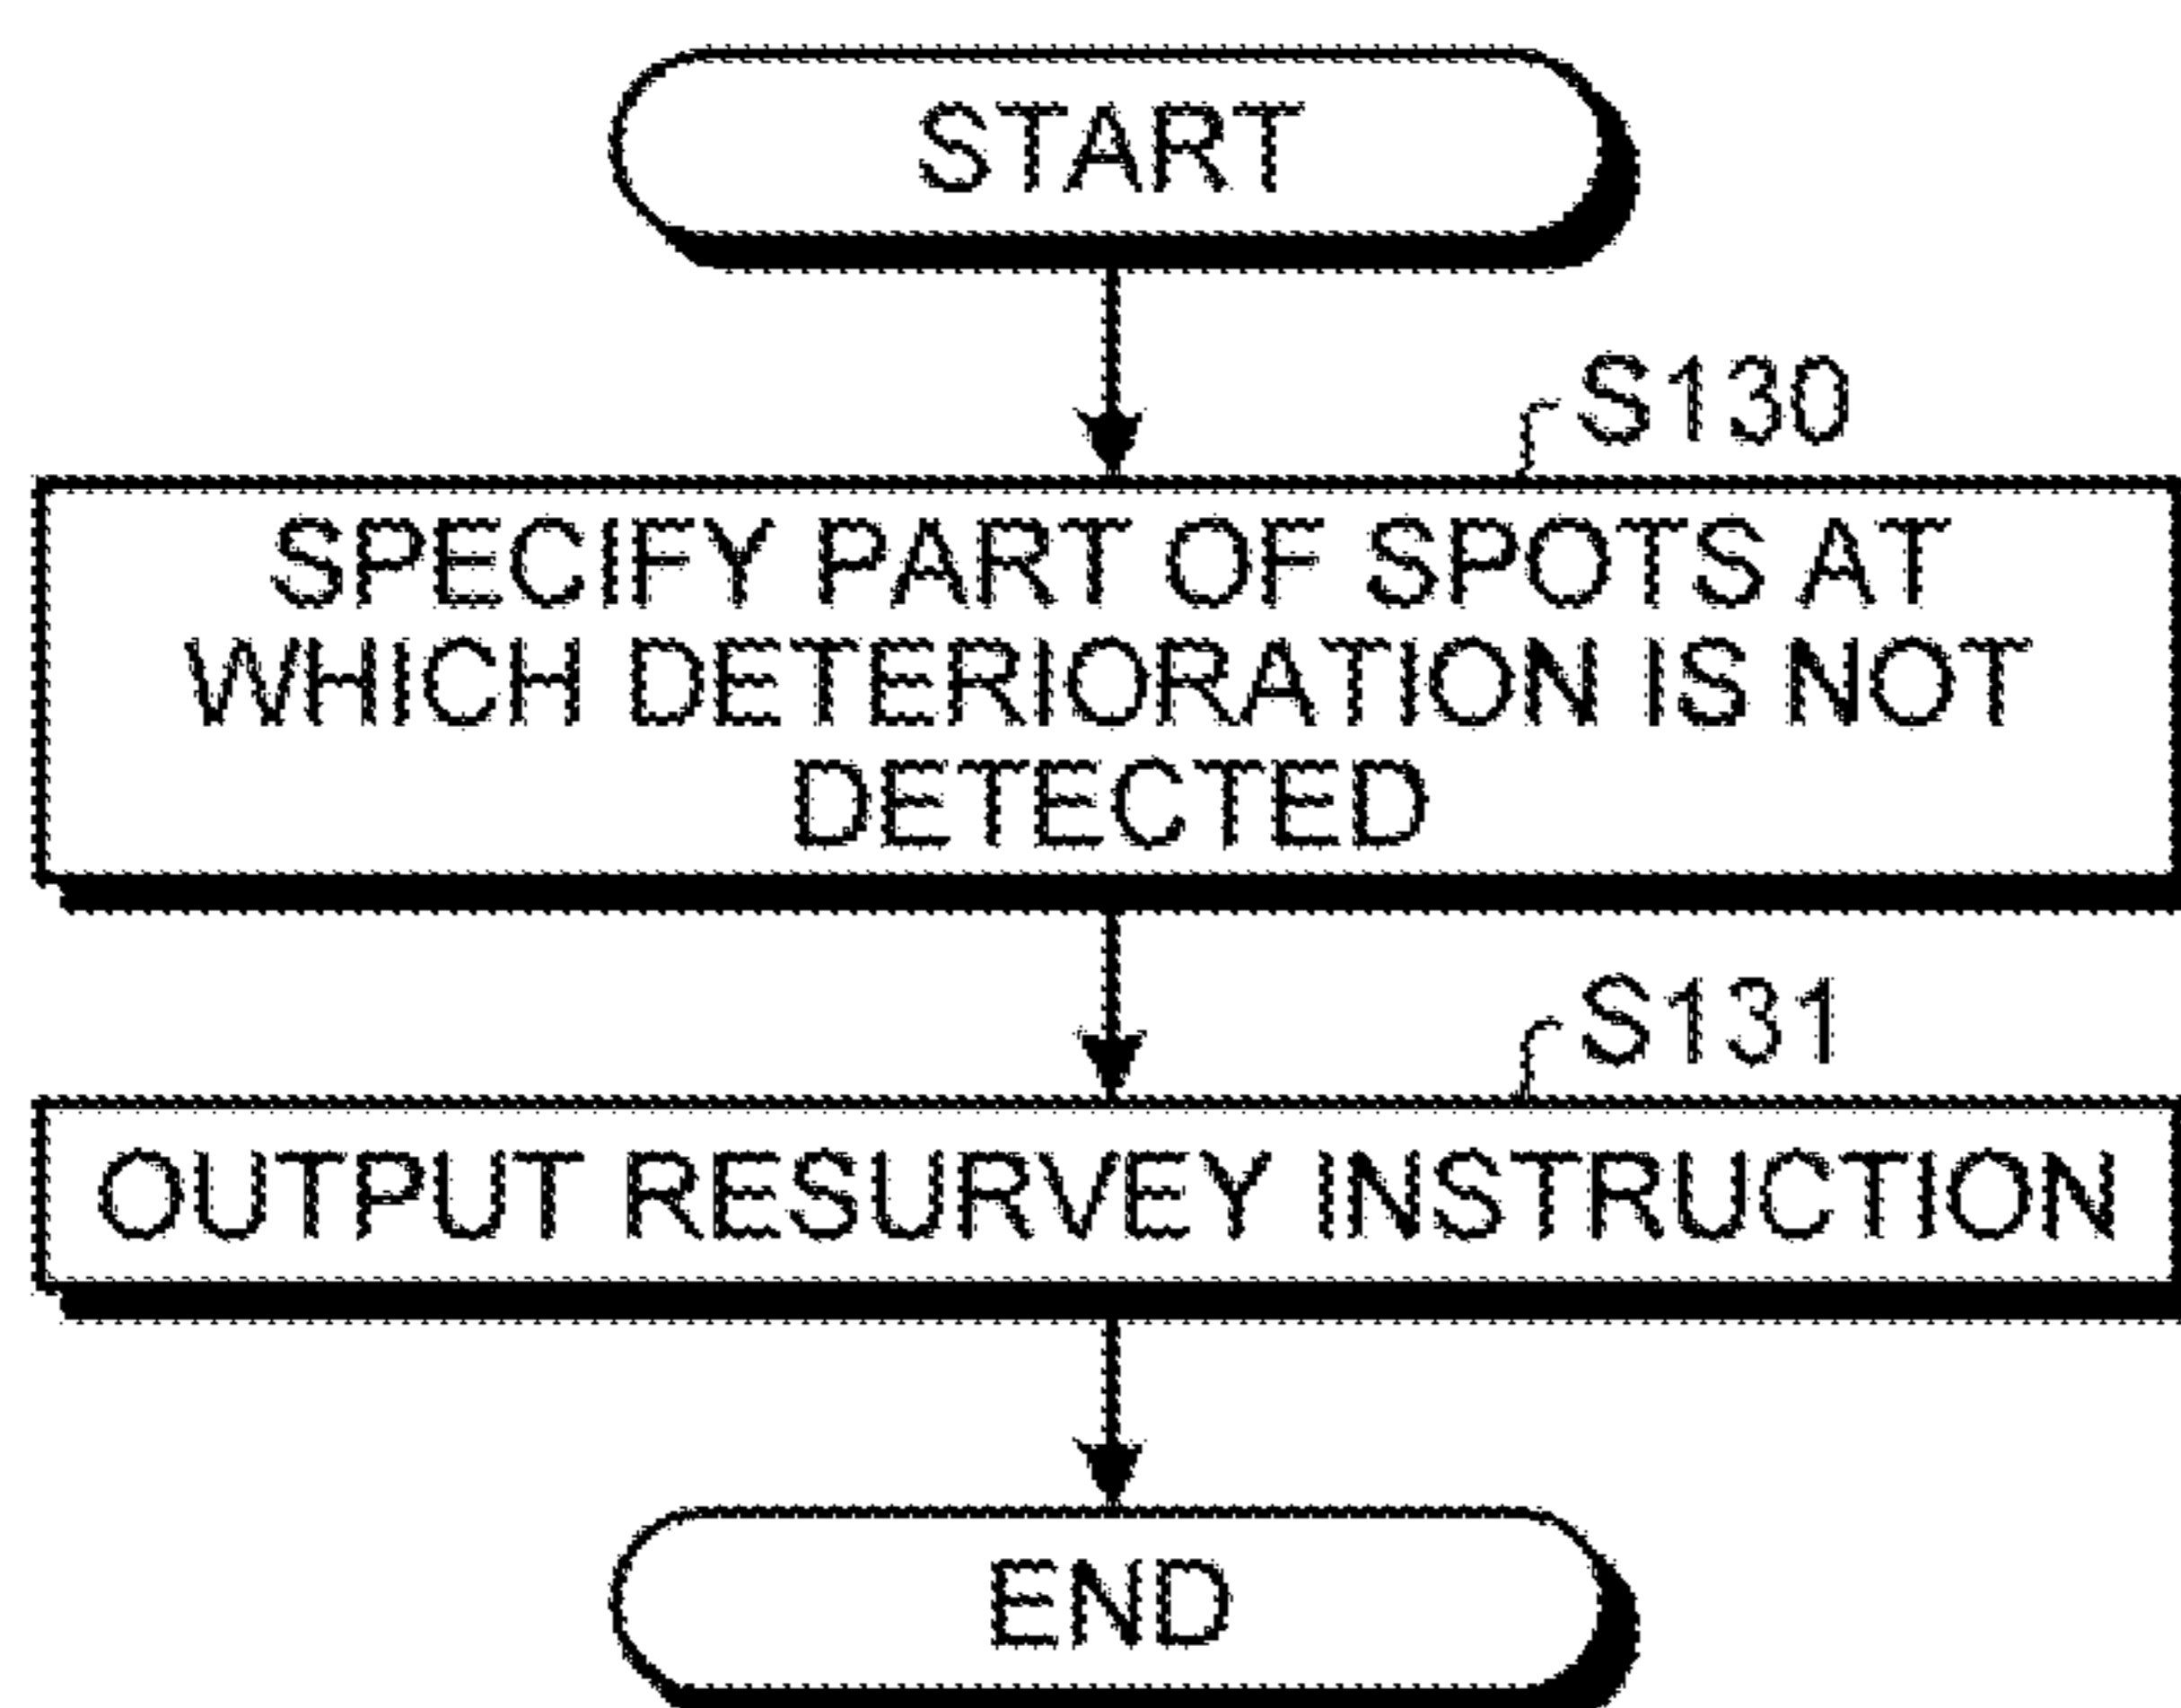 START
S130
SPECIFY PART OF SPOTS AT
WHICH DETERIORATION IS NOT
DETECTED
S131
OUTPUT RESURVEY INSTRUCTION
END